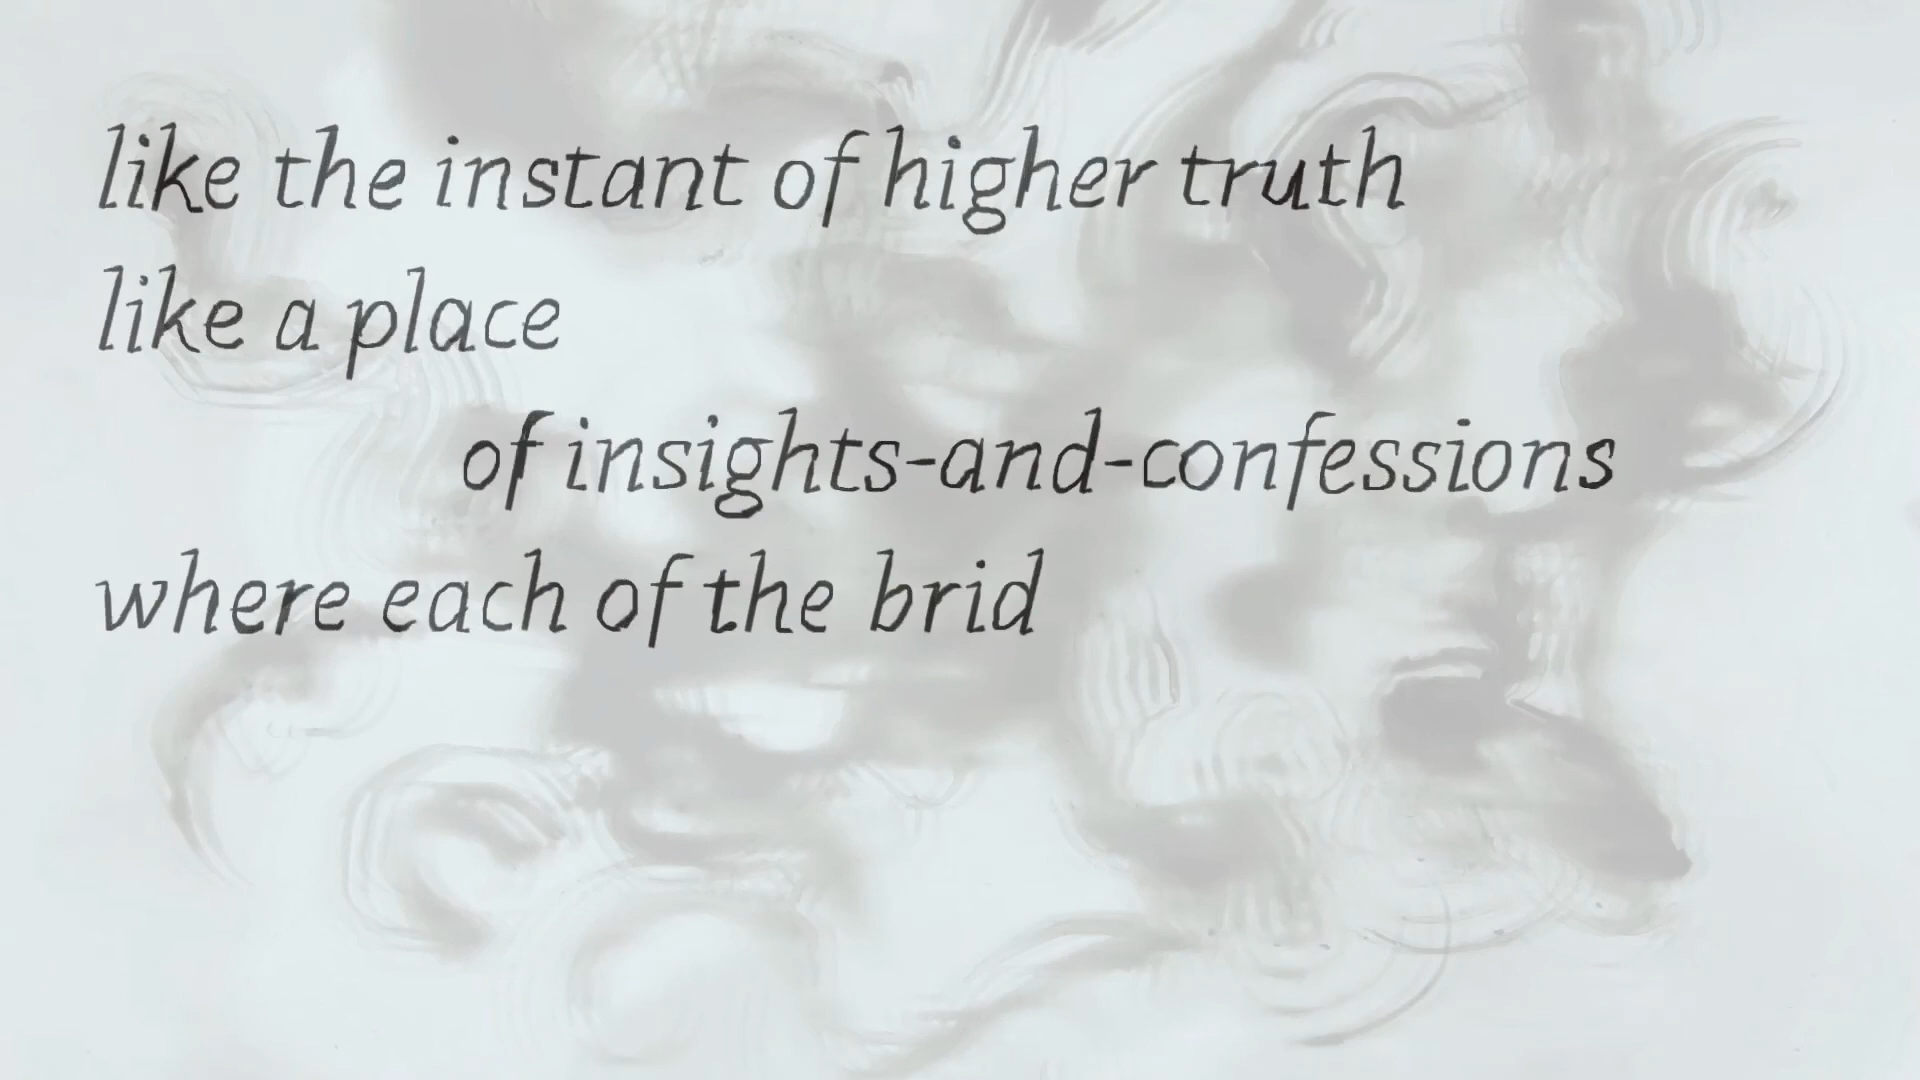 like the instant of higher truth
like a place
of insights-and-confessions
where each of the brid